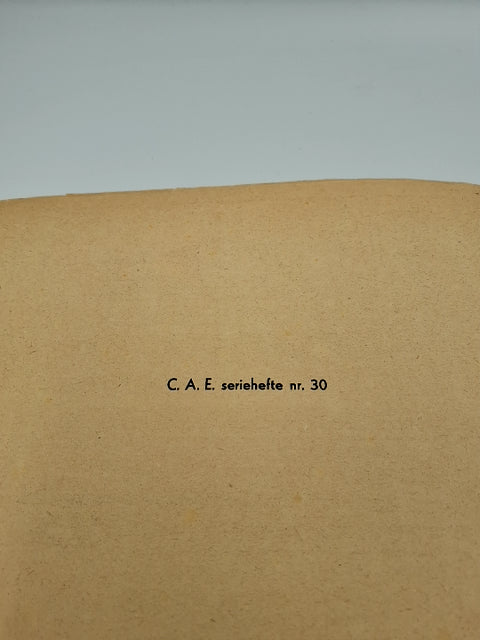 C. A. E. seriehefte nr. 30